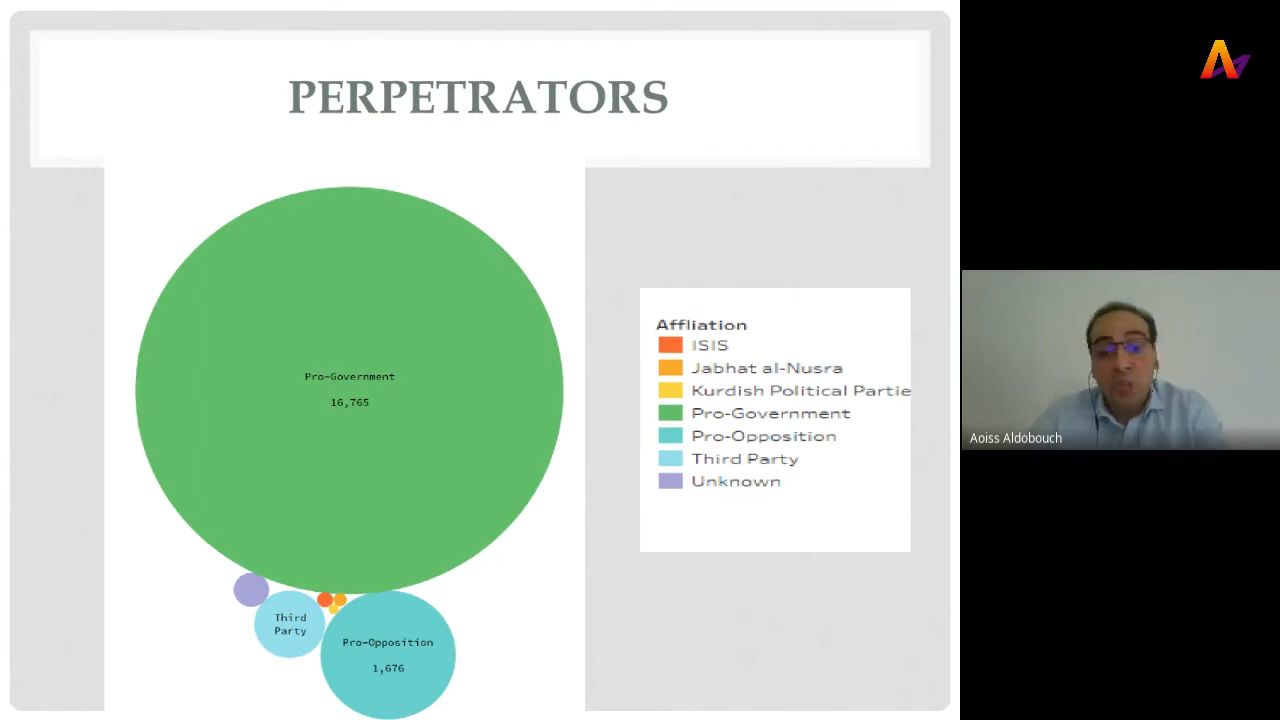 PERPETRATORS
Pro-Government
16,765
Third
Party
Pro-Opposition
1,676
Affliation
ISIS
Jabhat al-Nusra
Kurdish Political Partie
Pro-Government
Pro-Opposition
Third Party
Unknown
Aoiss Aldobouch